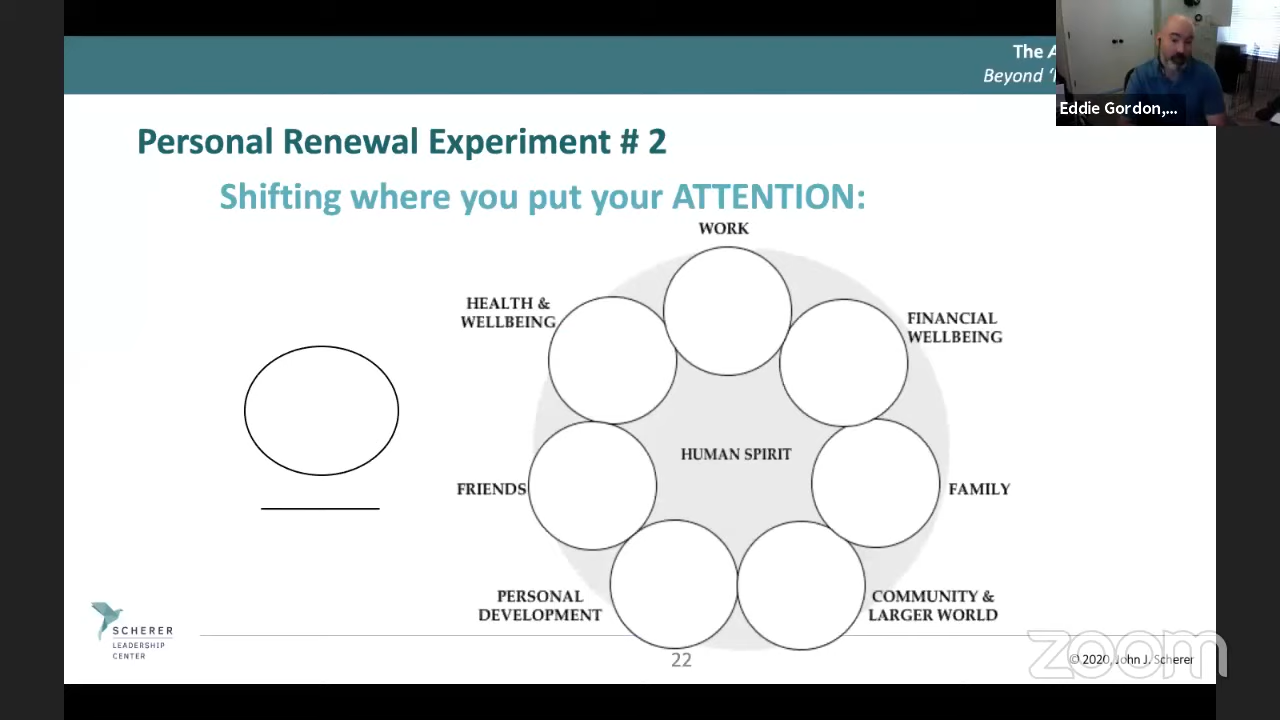 The A
Beyond '
Eddie Gordon,...
Personal Renewal Experiment # 2
Shifting where you put your ATTENTION:
WORK
HEALTH &
WELLBEING
FINANCIAL
WELLBEING
HUMAN SPIRIT
FRIENDS
FAMILY
PERSONAL
DEVELOPMENT
COMMUNITY &
LARGER WORLD
SCHERER
LEADERSHIP
CENTER
22
zoom
© 2020, John J. Scherer